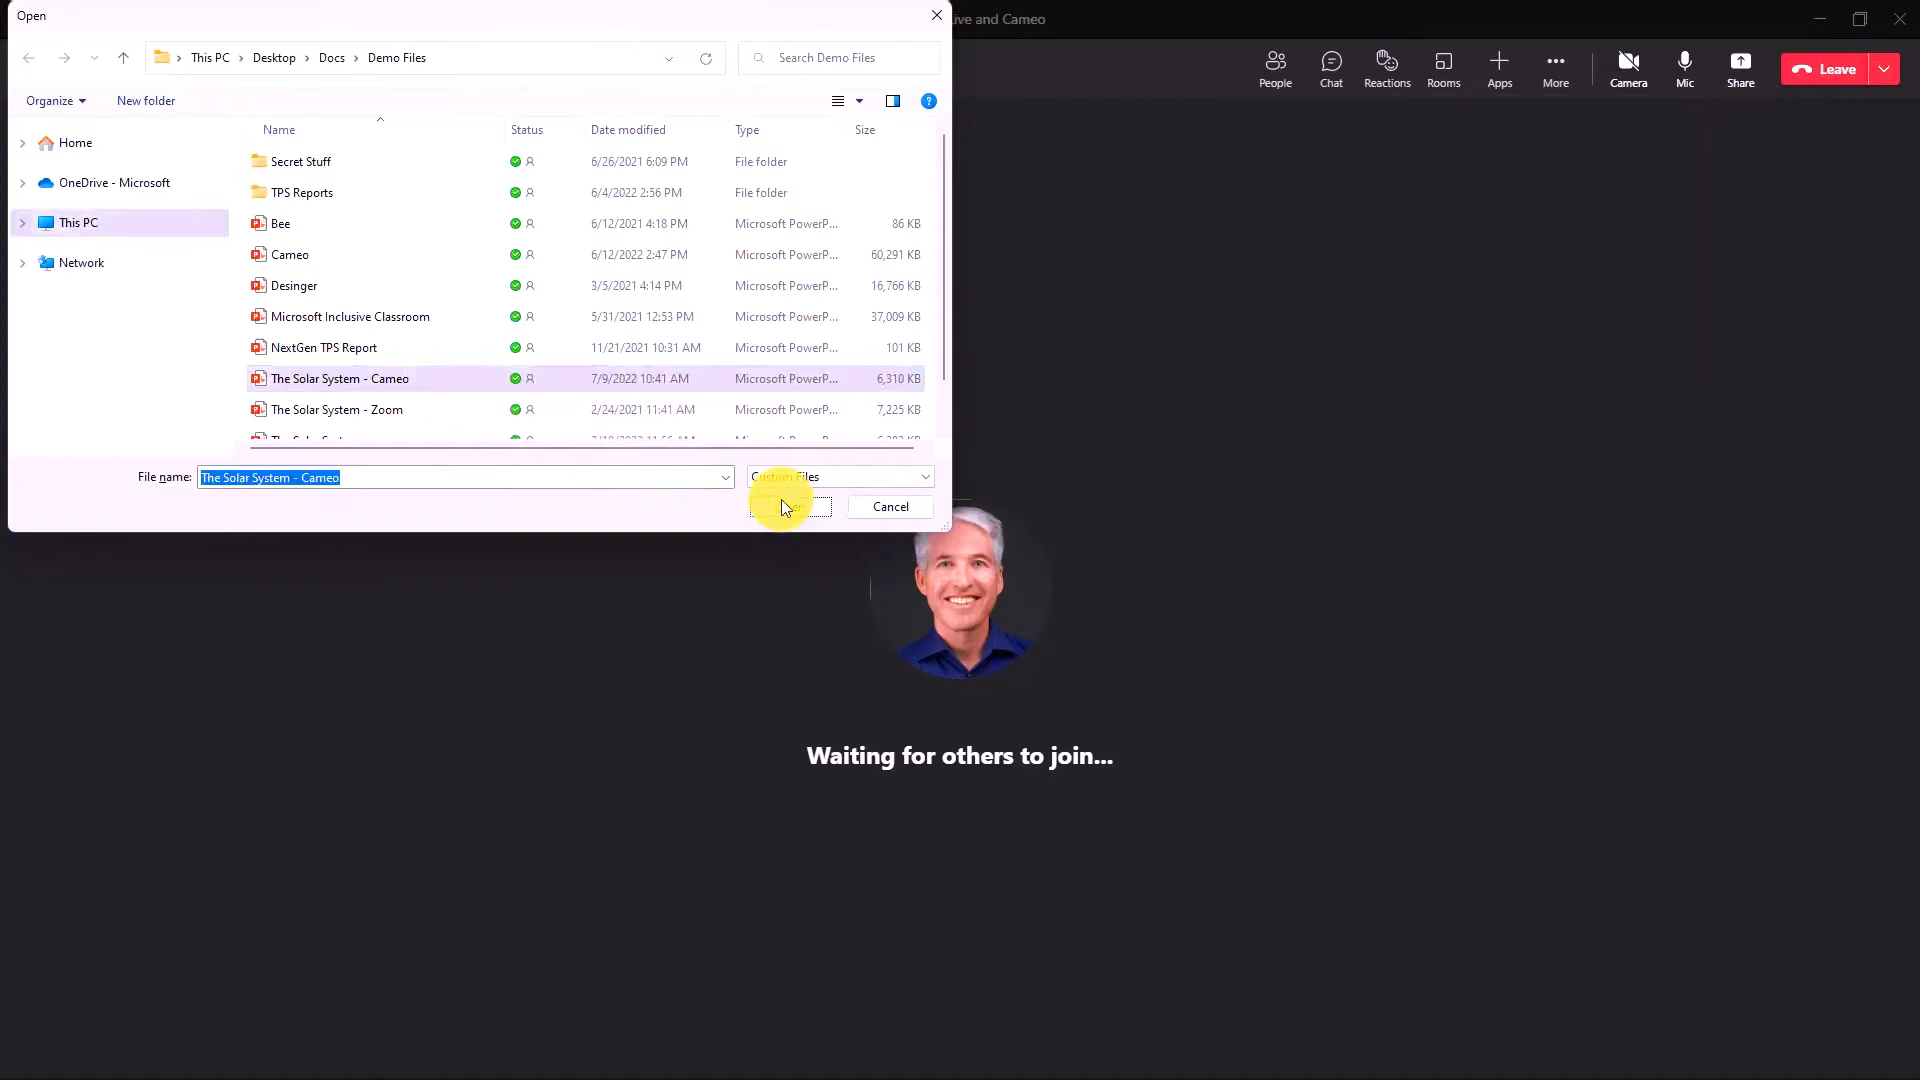 Open
ive and Cameo
This PC > Desktop > Docs > Demo Files
Search Demo Files
People
Chat
Reactions
Rooms
Apps
More
Camera
Mic
Share
Leave
Organize
New folder
Name Status Date modified Type Size
Home
OneDrive - Microsoft
This PC
Network
Secret Stuff 6/26/2021 6:09 PM File folder
TPS Reports 6/4/2022 2:56 PM File folder
Bee 6/12/2021 4:18 PM Microsoft PowerP... 86 KB
Cameo 6/12/2022 2:47 PM Microsoft PowerP... 60,291 KB
Desinger 3/5/2021 4:14 PM Microsoft PowerP... 16,766 KB
Microsoft Inclusive Classroom 5/31/2021 12:53 PM Microsoft PowerP... 37,009 KB
NextGen TPS Report 11/21/2021 10:31 AM Microsoft PowerP... 101 KB
The Solar System - Cameo 7/9/2022 10:41 AM Microsoft PowerP... 6,310 KB
The Solar System - Zoom 2/24/2021 11:41 AM Microsoft PowerP... 7,225 KB
File name: The Solar System - Cameo
Custom Files
Cancel
Waiting for others to join...